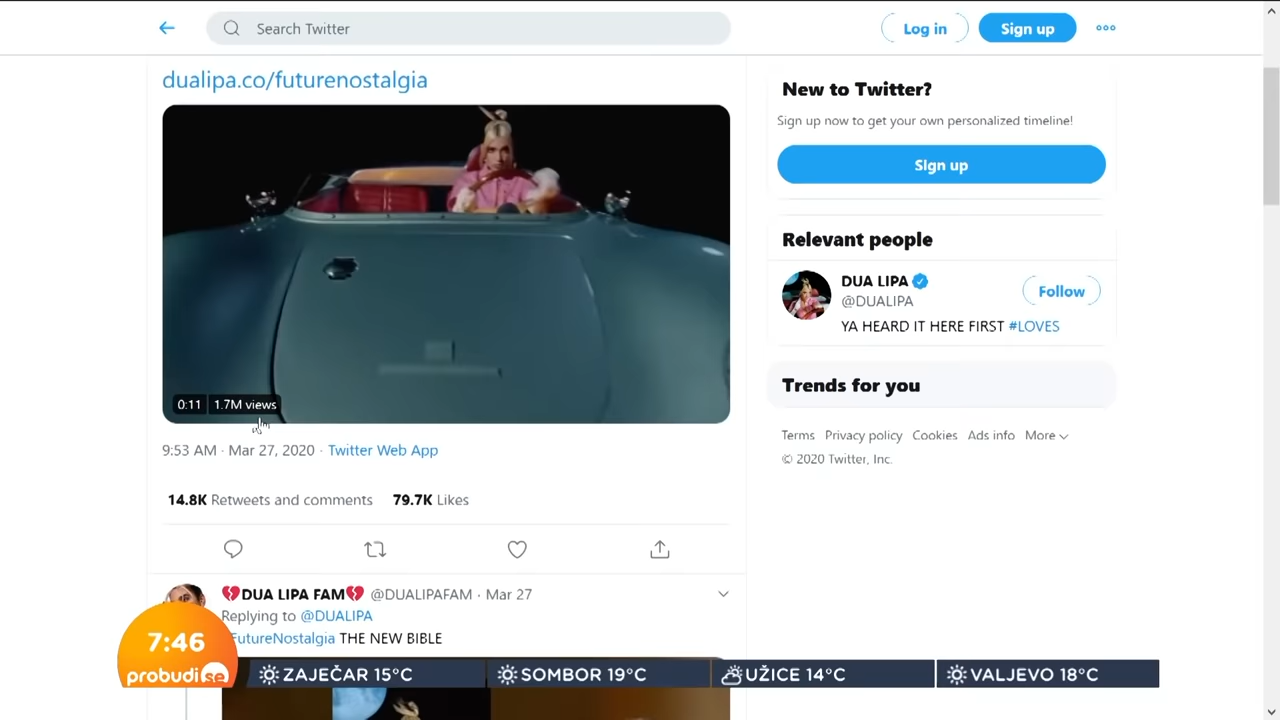 Search Twitter
Log in
Sign up
dualipa.co/futurenostalgia
0:11 1.7M views
9:53 AM · Mar 27, 2020 · Twitter Web App
14.8K Retweets and comments 79.7K Likes
💔DUA LIPA FAM💔 @DUALIPAFAM · Mar 27
Replying to @DUALIPA
FutureNostalgia THE NEW BIBLE
New to Twitter?
Sign up now to get your own personalized timeline!
Sign up
Relevant people
DUA LIPA
@DUALIPA
Follow
YA HEARD IT HERE FIRST #LOVES
Trends for you
Terms Privacy policy Cookies Ads info More
© 2020 Twitter, Inc.
7:46
probudi se
ZAJEČAR 15°C
SOMBOR 19°C
UŽICE 14°C
VALJEVO 18°C